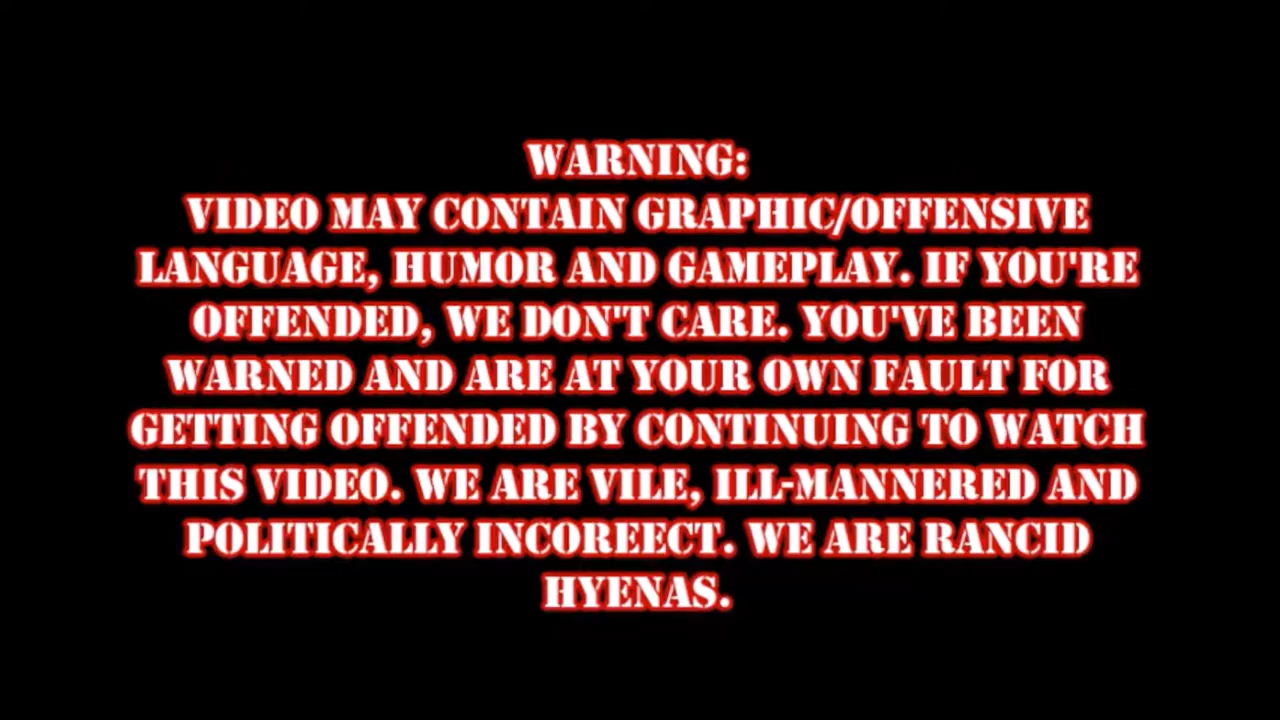 WARNING:
VIDEO MAY CONTAIN GRAPHIC/OFFENSIVE
LANGUAGE, HUMOR AND GAMEPLAY. IF YOU'RE
OFFENDED, WE DON'T CARE. YOU'VE BEEN
WARNED AND ARE AT YOUR OWN FAULT FOR
GETTING OFFENDED BY CONTINUING TO WATCH
THIS VIDEO. WE ARE VILE, ILL-MANNERED AND
POLITICALLY INCOREECT. WE ARE RANCID
HYENAS.